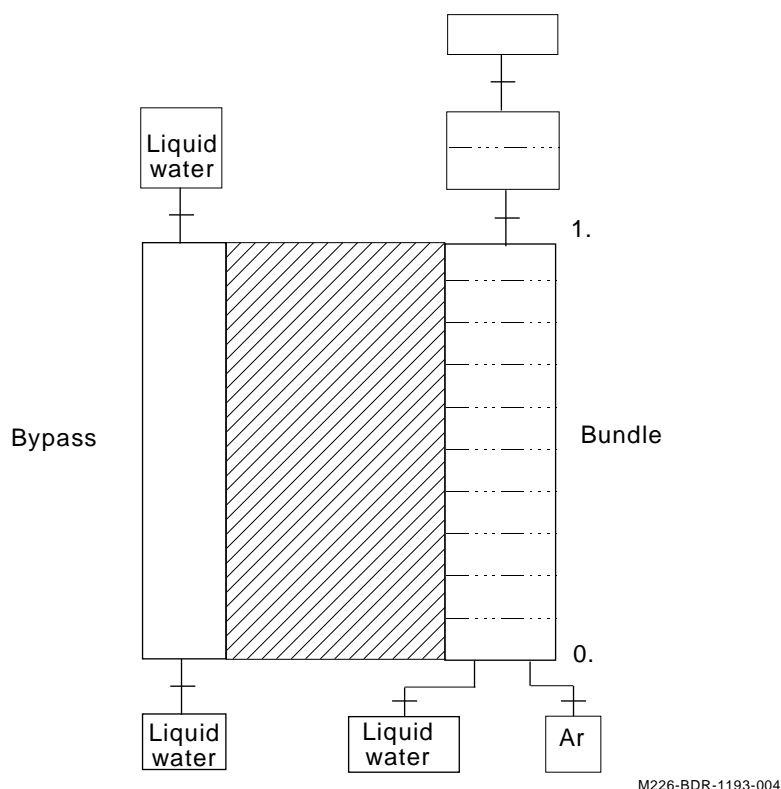 Liquid
water
1.
Bypass
Bundle
0.
Liquid
water
Liquid
water
Ar
M226-BDR-1193-004